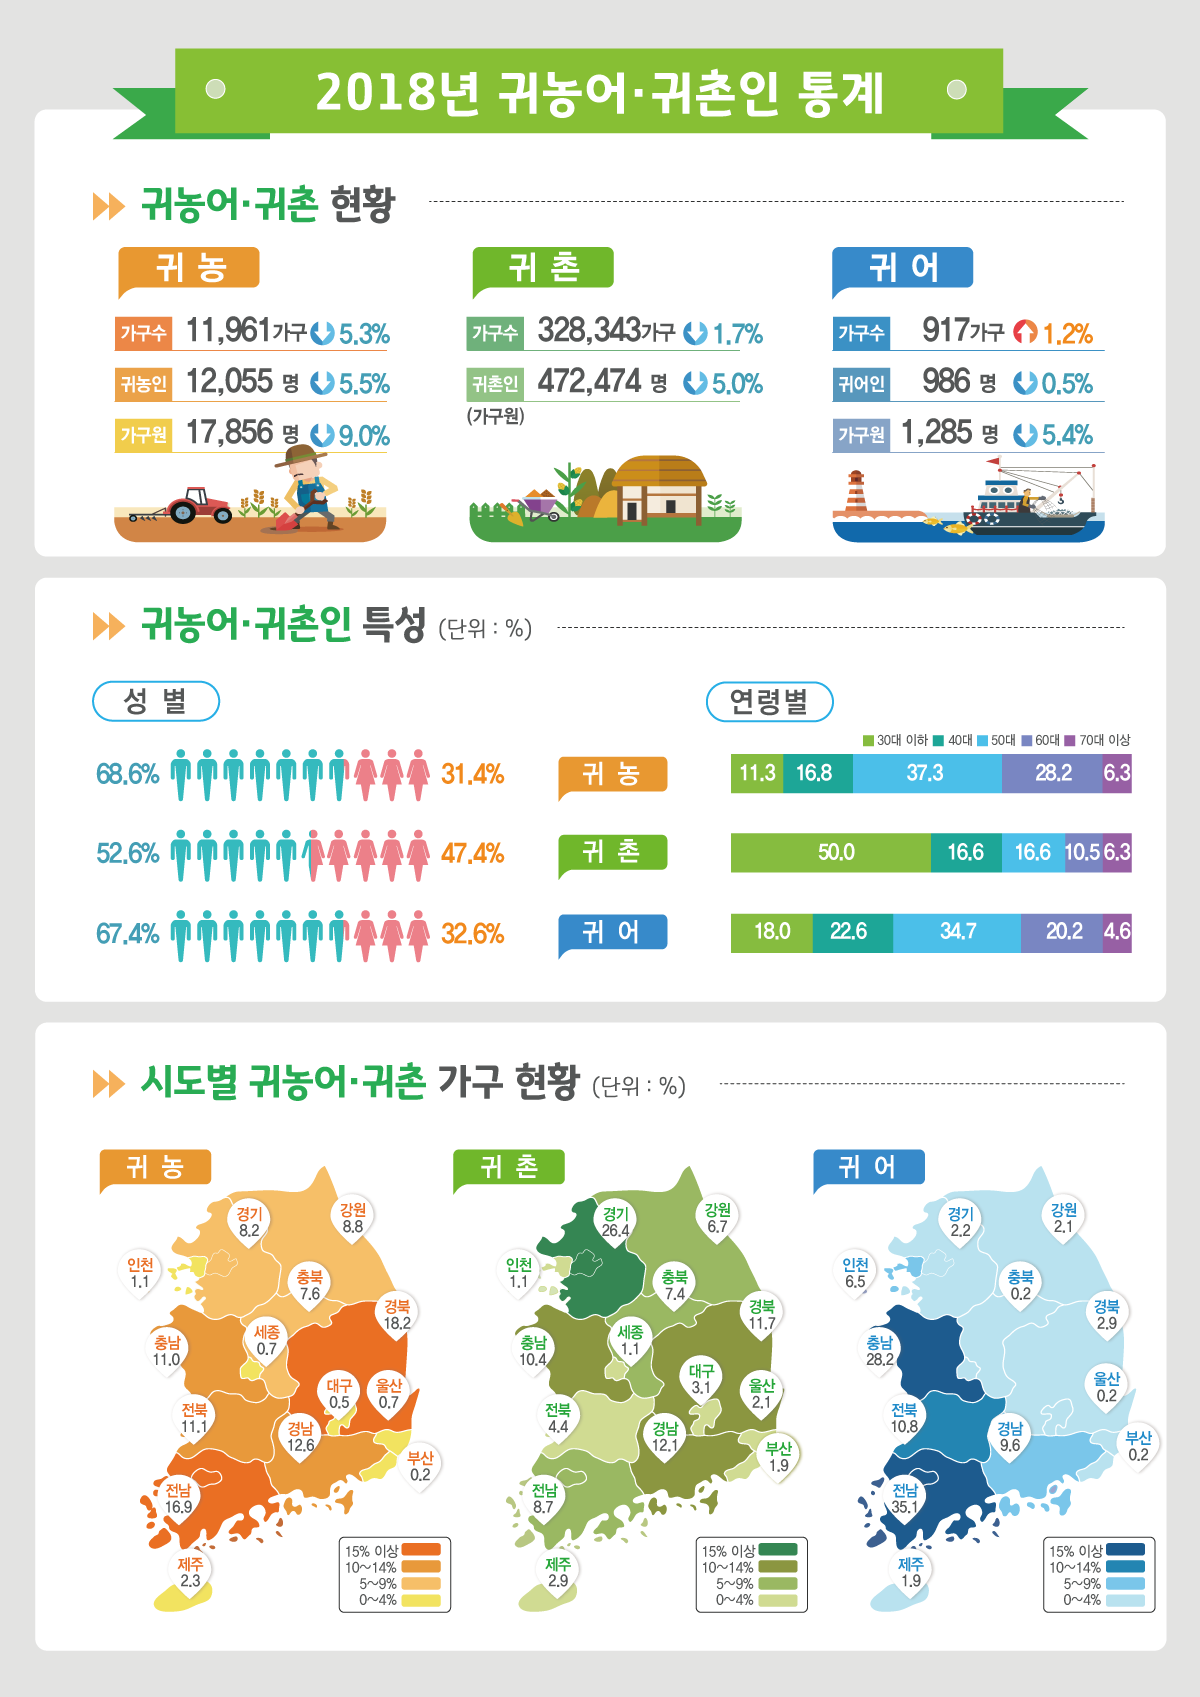 2018년 귀농어·귀촌인 통계
귀농어·귀촌 현황
귀 농
가구수 11,961가구 5.3%
귀농인 12,055 명 5.5%
가구원 17,856 명 9.0%
귀 촌
가구수 328,343가구 1.7%
귀촌인 472,474 명 5.0%
(가구원)
귀 어
가구수 917가구 1.2%
귀어인 986 명 0.5%
가구원 1,285 명 5.4%
귀농어·귀촌인 특성 (단위 : %)
성 별
연령별
30대 이하 40대 50대 60대 70대 이상
68.6% 31.4% 귀 농 11.3 16.8 37.3 28.2 6.3
52.6% 47.4% 귀 촌 50.0 16.6 16.6 10.5 6.3
67.4% 32.6% 귀 어 18.0 22.6 34.7 20.2 4.6
시도별 귀농어·귀촌 가구 현황 (단위 : %)
귀 농
경기
8.2
강원
8.8
인천
1.1
충북
7.6
경북
18.2
세종
0.7
충남
11.0
대구
0.5
울산
0.7
전북
11.1
경남
12.6
부산
0.2
전남
16.9
제주
2.3
15% 이상
10~14%
5~9%
0~4%
귀 촌
경기
26.4
강원
6.7
인천
1.1
충북
7.4
경북
11.7
세종
1.1
충남
10.4
대구
3.1
울산
2.1
전북
4.4
경남
12.1
부산
1.9
전남
8.7
제주
2.9
15% 이상
10~14%
5~9%
0~4%
귀 어
경기
2.2
강원
2.1
인천
6.5
충북
0.2
경북
2.9
충남
28.2
울산
0.2
전북
10.8
경남
9.6
부산
0.2
전남
35.1
제주
1.9
15% 이상
10~14%
5~9%
0~4%